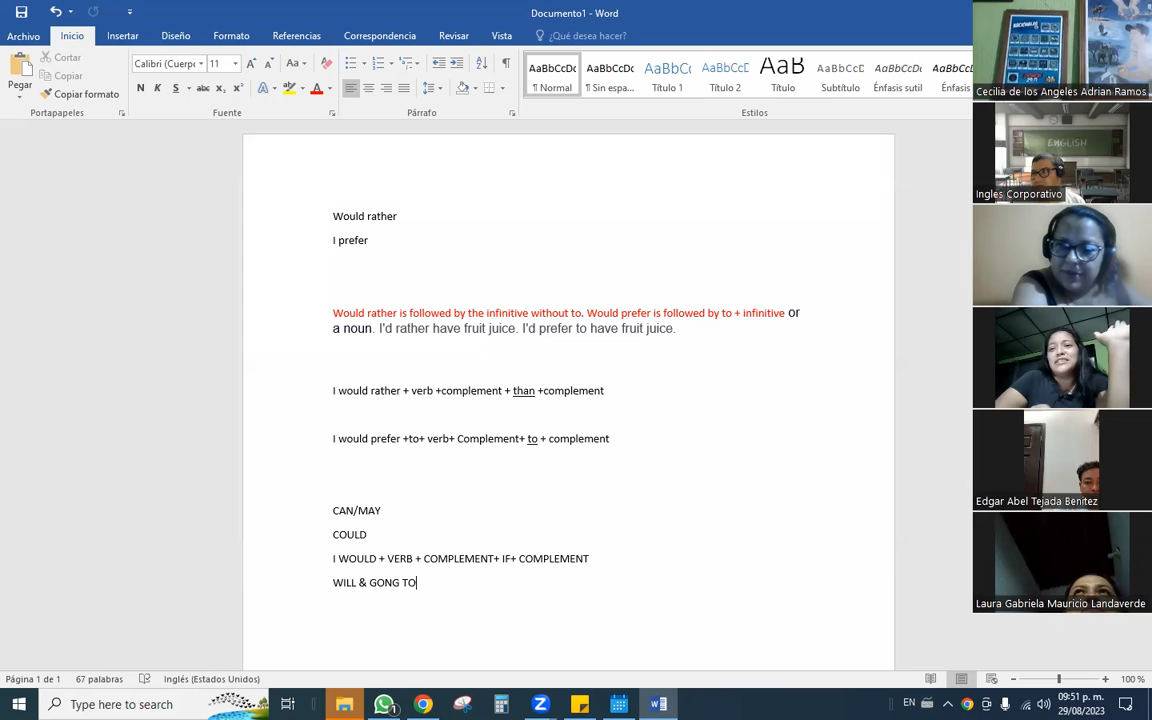 Documento1 - Word
Archivo Inicio Insertar Diseño Formato Referencias Correspondencia Revisar Vista ¿Qué desea hacer?
Cortar
Copiar
Copiar formato
Pegar
Calibri (Cuerpo 11
N K S abc x₂ x²
AaBbCcDc AaBbCcDc AaBbCc AaBbCcD AaB AaBbCcD AaBbCcDc AaBbCcDc
¶ Normal ¶ Sin espa... Título 1 Título 2 Título Subtítulo Énfasis sutil Énfasis
Portapapeles Fuente Párrafo Estilos
Would rather
I prefer
Would rather is followed by the infinitive without to. Would prefer is followed by to + infinitive or
a noun. I'd rather have fruit juice. I'd prefer to have fruit juice.
I would rather + verb +complement + than +complement
I would prefer +to+ verb+ Complement+ to + complement
CAN/MAY
COULD
I WOULD + VERB + COMPLEMENT+ IF+ COMPLEMENT
WILL & GONG TO
Cecilia de los Angeles Adrian Ramos
ENGLISH
Ingles Corporativo
Edgar Abel Tejada Benitez
Laura Gabriela Mauricio Landaverde
Página 1 de 1 67 palabras Inglés (Estados Unidos) 100 %
Type here to search
EN
09:51 p. m.
29/08/2023